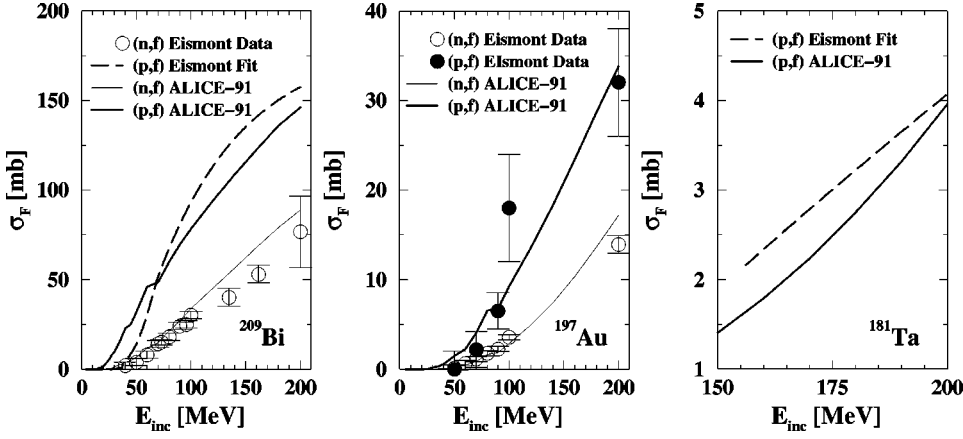 200
150
100
50
0
σF [mb]
(n,f) Eismont Data
(p,f) Eismont Fit
(n,f) ALICE−91
(p,f) ALICE−91
209Bi
0 50 100 150 200
Einc [MeV]
40
30
20
10
0
σF [mb]
(n,f) Eismont Data
(p,f) EIsmont Data
(n,f) ALICE−91
(p,f) ALICE−91
197Au
0 50 100 150 200
Einc [MeV]
5
4
3
2
1
σF [mb]
(p,f) Eismont Fit
(p,f) ALICE−91
181Ta
150 175 200
Einc [MeV]